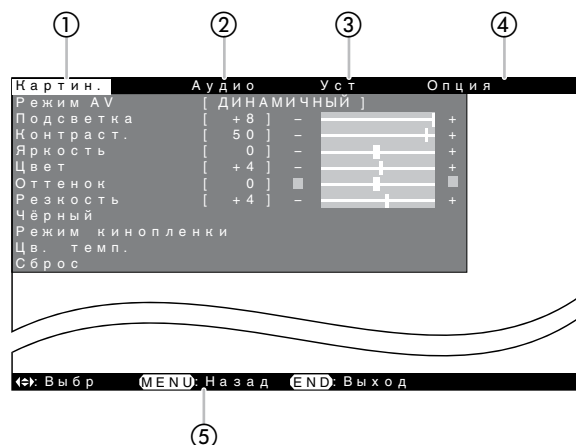 ① ② ③ ④
Картин. Аудио Уст Опция
Режим AV [ ДИНАМИЧНЫЙ ]
Подсветка [ +8 ] – +
Контраст. [ 50 ] – +
Яркость [ 0 ] – +
Цвет [ +4 ] – +
Оттенок [ 0 ]
Резкость [ +4 ] – +
Чёрный
Режим кинопленки
Цв. темп.
Сброс
: Выбр MENU: Назад END: Выход
⑤